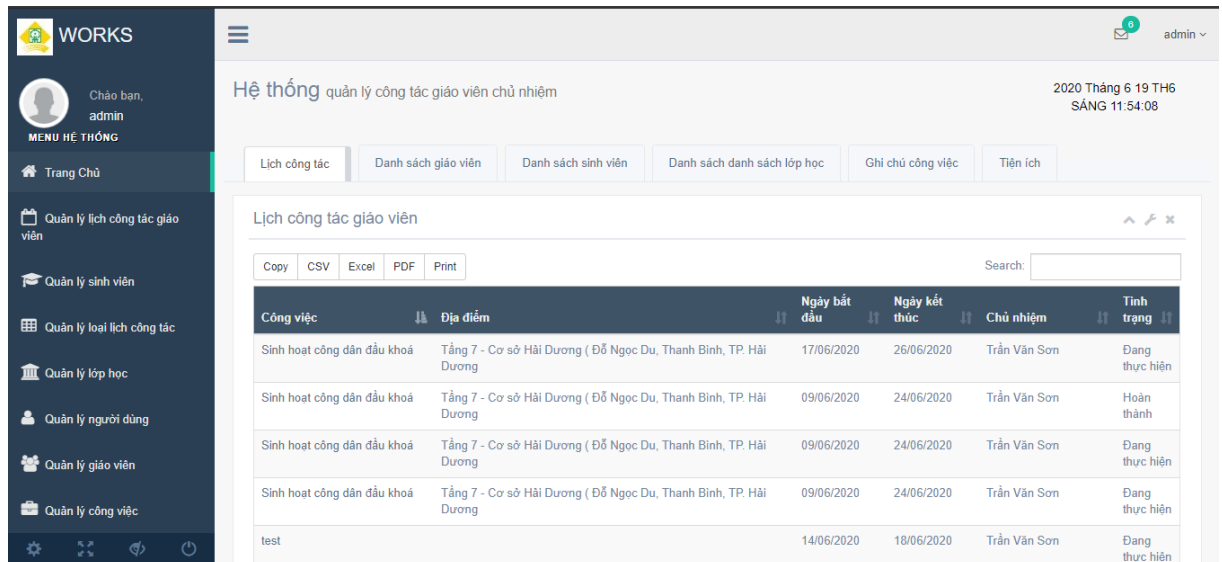 WORKS
6
admin
Chào bạn,
admin
MENU HỆ THỐNG
Trang Chủ
Quản lý lịch công tác giáo
viên
Quản lý sinh viên
Quản lý loại lịch công tác
Quản lý lớp học
Quản lý người dùng
Quản lý giáo viên
Quản lý công việc
Hệ thống quản lý công tác giáo viên chủ nhiệm
2020 Tháng 6 19 TH6
SÁNG 11:54:08
Lịch công tác Danh sách giáo viên Danh sách sinh viên Danh sách danh sách lớp học Ghi chú công việc Tiện ích
Lịch công tác giáo viên
Copy CSV Excel PDF Print Search:
Công việc Địa điểm Ngày bắt đầu Ngày kết thúc Chủ nhiệm Tình trạng
Sinh hoạt công dân đầu khoá Tầng 7 - Cơ sở Hải Dương ( Đỗ Ngọc Du, Thanh Bình, TP. Hải 17/06/2020 26/06/2020 Trần Văn Sơn Đang
Dương thực hiện
Sinh hoạt công dân đầu khoá Tầng 7 - Cơ sở Hải Dương ( Đỗ Ngọc Du, Thanh Bình, TP. Hải 09/06/2020 24/06/2020 Trần Văn Sơn Hoàn
Dương thành
Sinh hoạt công dân đầu khoá Tầng 7 - Cơ sở Hải Dương ( Đỗ Ngọc Du, Thanh Bình, TP. Hải 09/06/2020 24/06/2020 Trần Văn Sơn Đang
Dương thực hiện
Sinh hoạt công dân đầu khoá Tầng 7 - Cơ sở Hải Dương ( Đỗ Ngọc Du, Thanh Bình, TP. Hải 09/06/2020 24/06/2020 Trần Văn Sơn Đang
Dương thực hiện
test 14/06/2020 18/06/2020 Trần Văn Sơn Đang
thực hiện